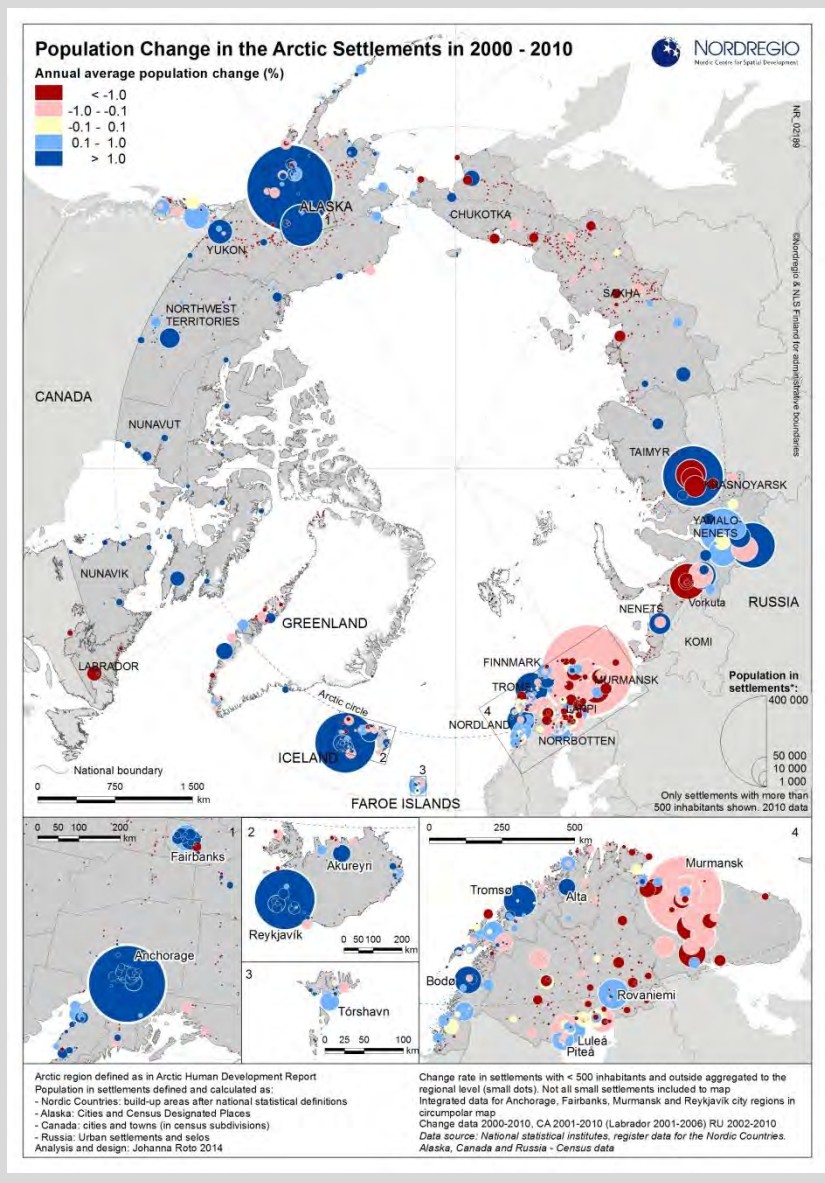 Population Change in the Arctic Settlements in 2000 - 2010
NORDREGIO
Nordic Centre for Spatial Development
Annual average population change (%)
< -1.0
-1.0 - -0.1
-0.1 - 0.1
0.1 - 1.0
> 1.0
NR_02189
©Nordregio & NLS Finland for administrative boundaries
ALASKA
1
YUKON
CHUKOTKA
SAKHA
NORTHWEST
TERRITORIES
CANADA
NUNAVUT
TAIMYR
KRASNOYARSK
YAMALO-
NENETS
NUNAVIK
RUSSIA
Vorkuta
NENETS
KOMI
GREENLAND
LABRADOR
FINNMARK
TROMS
MURMANSK
LAPPI
4
NORDLAND
NORRBOTTEN
Arctic circle
ICELAND
2
3
FAROE ISLANDS
Population in
settlements*:
400 000
50 000
10 000
1 000
Only settlements with more than
500 inhabitants shown. 2010 data
National boundary
0 750 1 500
km
0 50 100 200
km
1
Fairbanks
Anchorage
2
Akureyri
Reykjavík
0 50 100 200
km
3
Tórshavn
0 25 50 100
km
0 250 500
km
4
Murmansk
Tromsø
Alta
Bodø
Rovaniemi
Luleå
Piteå
Arctic region defined as in Arctic Human Development Report
Population in settlements defined and calculated as:
- Nordic Countries: build-up areas after national statistical definitions
- Alaska: Cities and Census Designated Places
- Canada: cities and towns (in census subdivisions)
- Russia: Urban settlements and selos
Analysis and design: Johanna Roto 2014
Change rate in settlements with < 500 inhabitants and outside aggregated to the
regional level (small dots). Not all small settlements included to map
Integrated data for Anchorage, Fairbanks, Murmansk and Reykjavík city regions in
circumpolar map
Change data 2000-2010, CA 2001-2010 (Labrador 2001-2006) RU 2002-2010
Data source: National statistical institutes, register data for the Nordic Countries.
Alaska, Canada and Russia - Census data